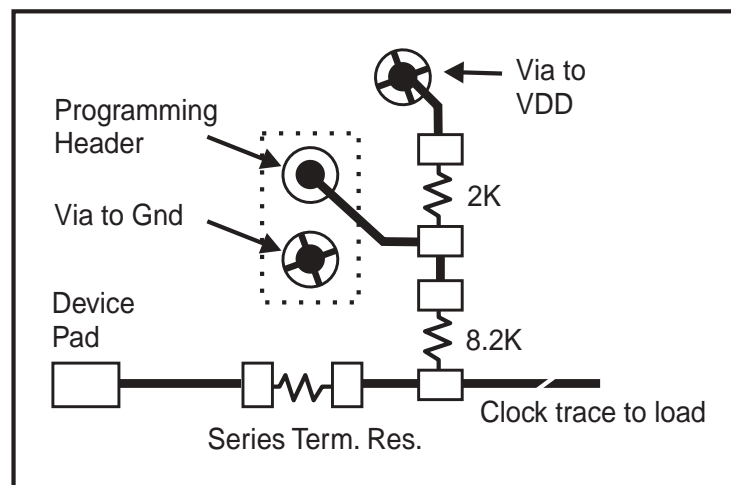 Via to
VDD
Programming
Header
2K
Via to Gnd
Device
Pad
8.2K
Clock trace to load
Series Term. Res.